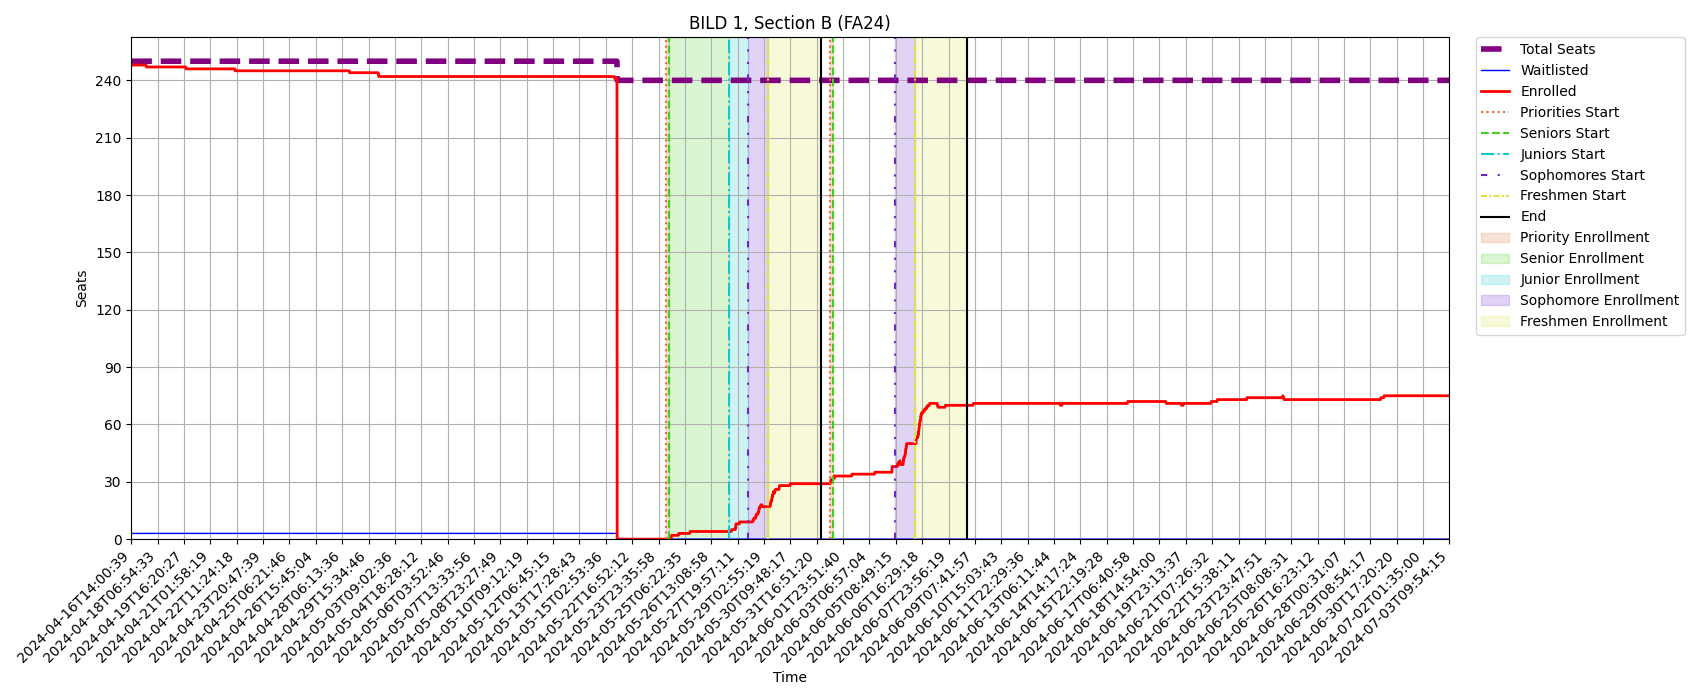 BILD 1, Section B (FA24)
Seats
240
210
180
150
120
90
60
30
0
2024-04-16T14:00:39
2024-04-18T06:54:33
2024-04-19T16:20:27
2024-04-21T01:58:19
2024-04-22T11:24:18
2024-04-23T20:47:39
2024-04-25T06:21:46
2024-04-26T15:45:04
2024-04-28T06:13:36
2024-04-29T15:34:46
2024-05-03T09:02:36
2024-05-04T18:28:12
2024-05-06T03:52:46
2024-05-07T13:33:56
2024-05-08T23:27:49
2024-05-10T09:12:19
2024-05-12T06:45:15
2024-05-13T17:28:43
2024-05-15T02:53:36
2024-05-22T16:52:12
2024-05-23T23:35:58
2024-05-25T06:22:35
2024-05-26T13:08:58
2024-05-27T19:57:11
2024-05-29T02:55:19
2024-05-30T09:48:17
2024-05-31T16:51:20
2024-06-01T23:51:40
2024-06-03T06:57:04
2024-06-05T08:49:15
2024-06-06T16:29:18
2024-06-07T23:56:19
2024-06-09T07:41:57
2024-06-10T15:03:43
2024-06-11T22:29:36
2024-06-13T06:11:44
2024-06-14T14:17:24
2024-06-15T22:19:28
2024-06-17T06:40:58
2024-06-18T14:54:00
2024-06-19T23:13:37
2024-06-21T07:26:32
2024-06-22T15:38:11
2024-06-23T23:47:51
2024-06-25T08:08:31
2024-06-26T16:23:12
2024-06-28T00:31:07
2024-06-29T08:54:17
2024-06-30T17:20:20
2024-07-02T01:35:00
2024-07-03T09:54:15
Time
Total Seats
Waitlisted
Enrolled
Priorities Start
Seniors Start
Juniors Start
Sophomores Start
Freshmen Start
End
Priority Enrollment
Senior Enrollment
Junior Enrollment
Sophomore Enrollment
Freshmen Enrollment